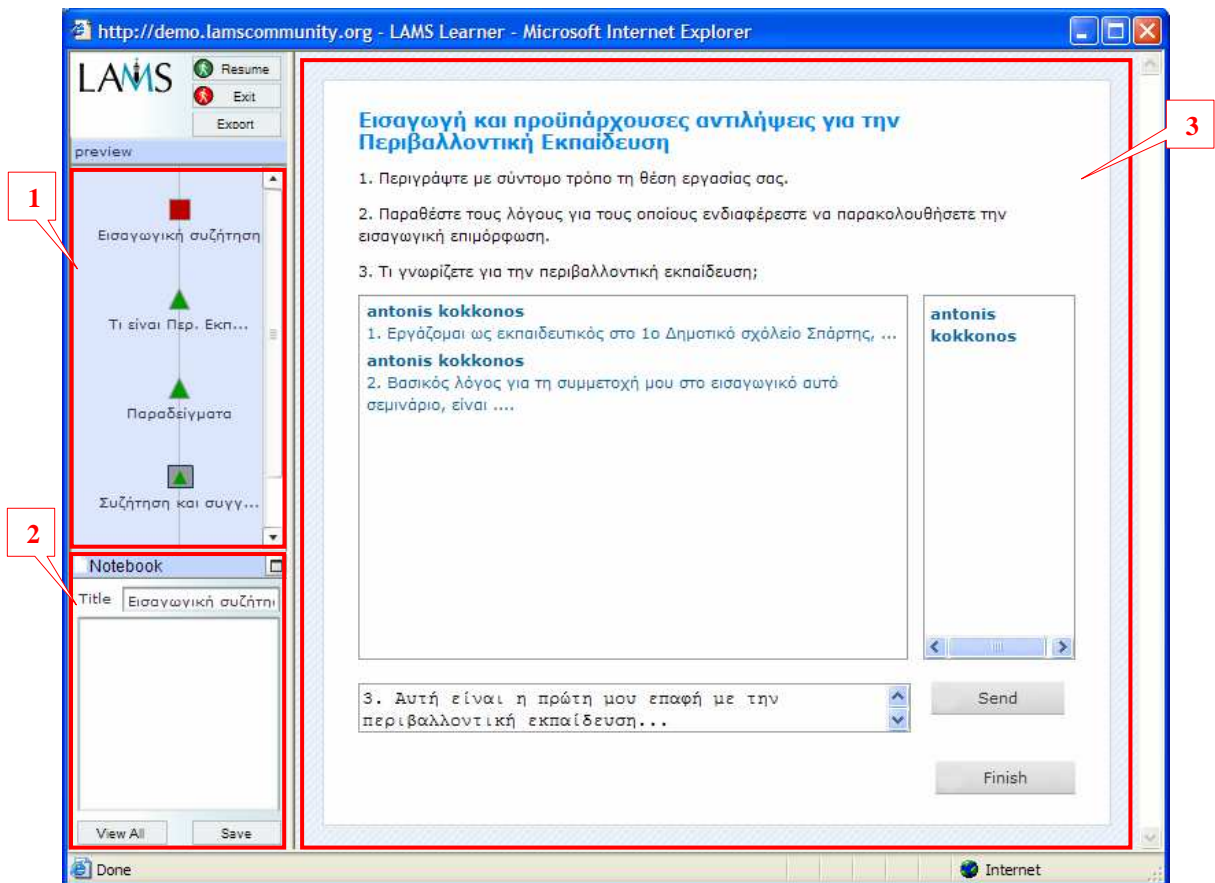 http://demo.lamscommunity.org - LAMS Learner - Microsoft Internet Explorer
LAMS
Resume
Exit
Export
preview
1
Εισαγωγική συζήτηση
Τι είναι Περ. Εκπ...
Παραδείγματα
Συζήτηση και συγγ...
2
Notebook
Title
Εισαγωγική συζήτη
View All
Save
3
Εισαγωγή και προϋπάρχουσες αντιλήψεις για την
Περιβαλλοντική Εκπαίδευση
1. Περιγράψτε με σύντομο τρόπο τη θέση εργασίας σας.
2. Παραθέστε τους λόγους για τους οποίους ενδιαφέρεστε να παρακολουθήσετε την
εισαγωγική επιμόρφωση.
3. Τι γνωρίζετε για την περιβαλλοντική εκπαίδευση;
antonis kokkonos
1. Εργάζομαι ως εκπαιδευτικός στο 1ο Δημοτικό σχόλείο Σπάρτης, ...
antonis kokkonos
2. Βασικός λόγος για τη συμμετοχή μου στο εισαγωγικό αυτό
σεμινάριο, είναι ....
antonis
kokkonos
3. Αυτή είναι η πρώτη μου επαφή με την
περιβαλλοντική εκπαίδευση...
Send
Finish
Done
Internet